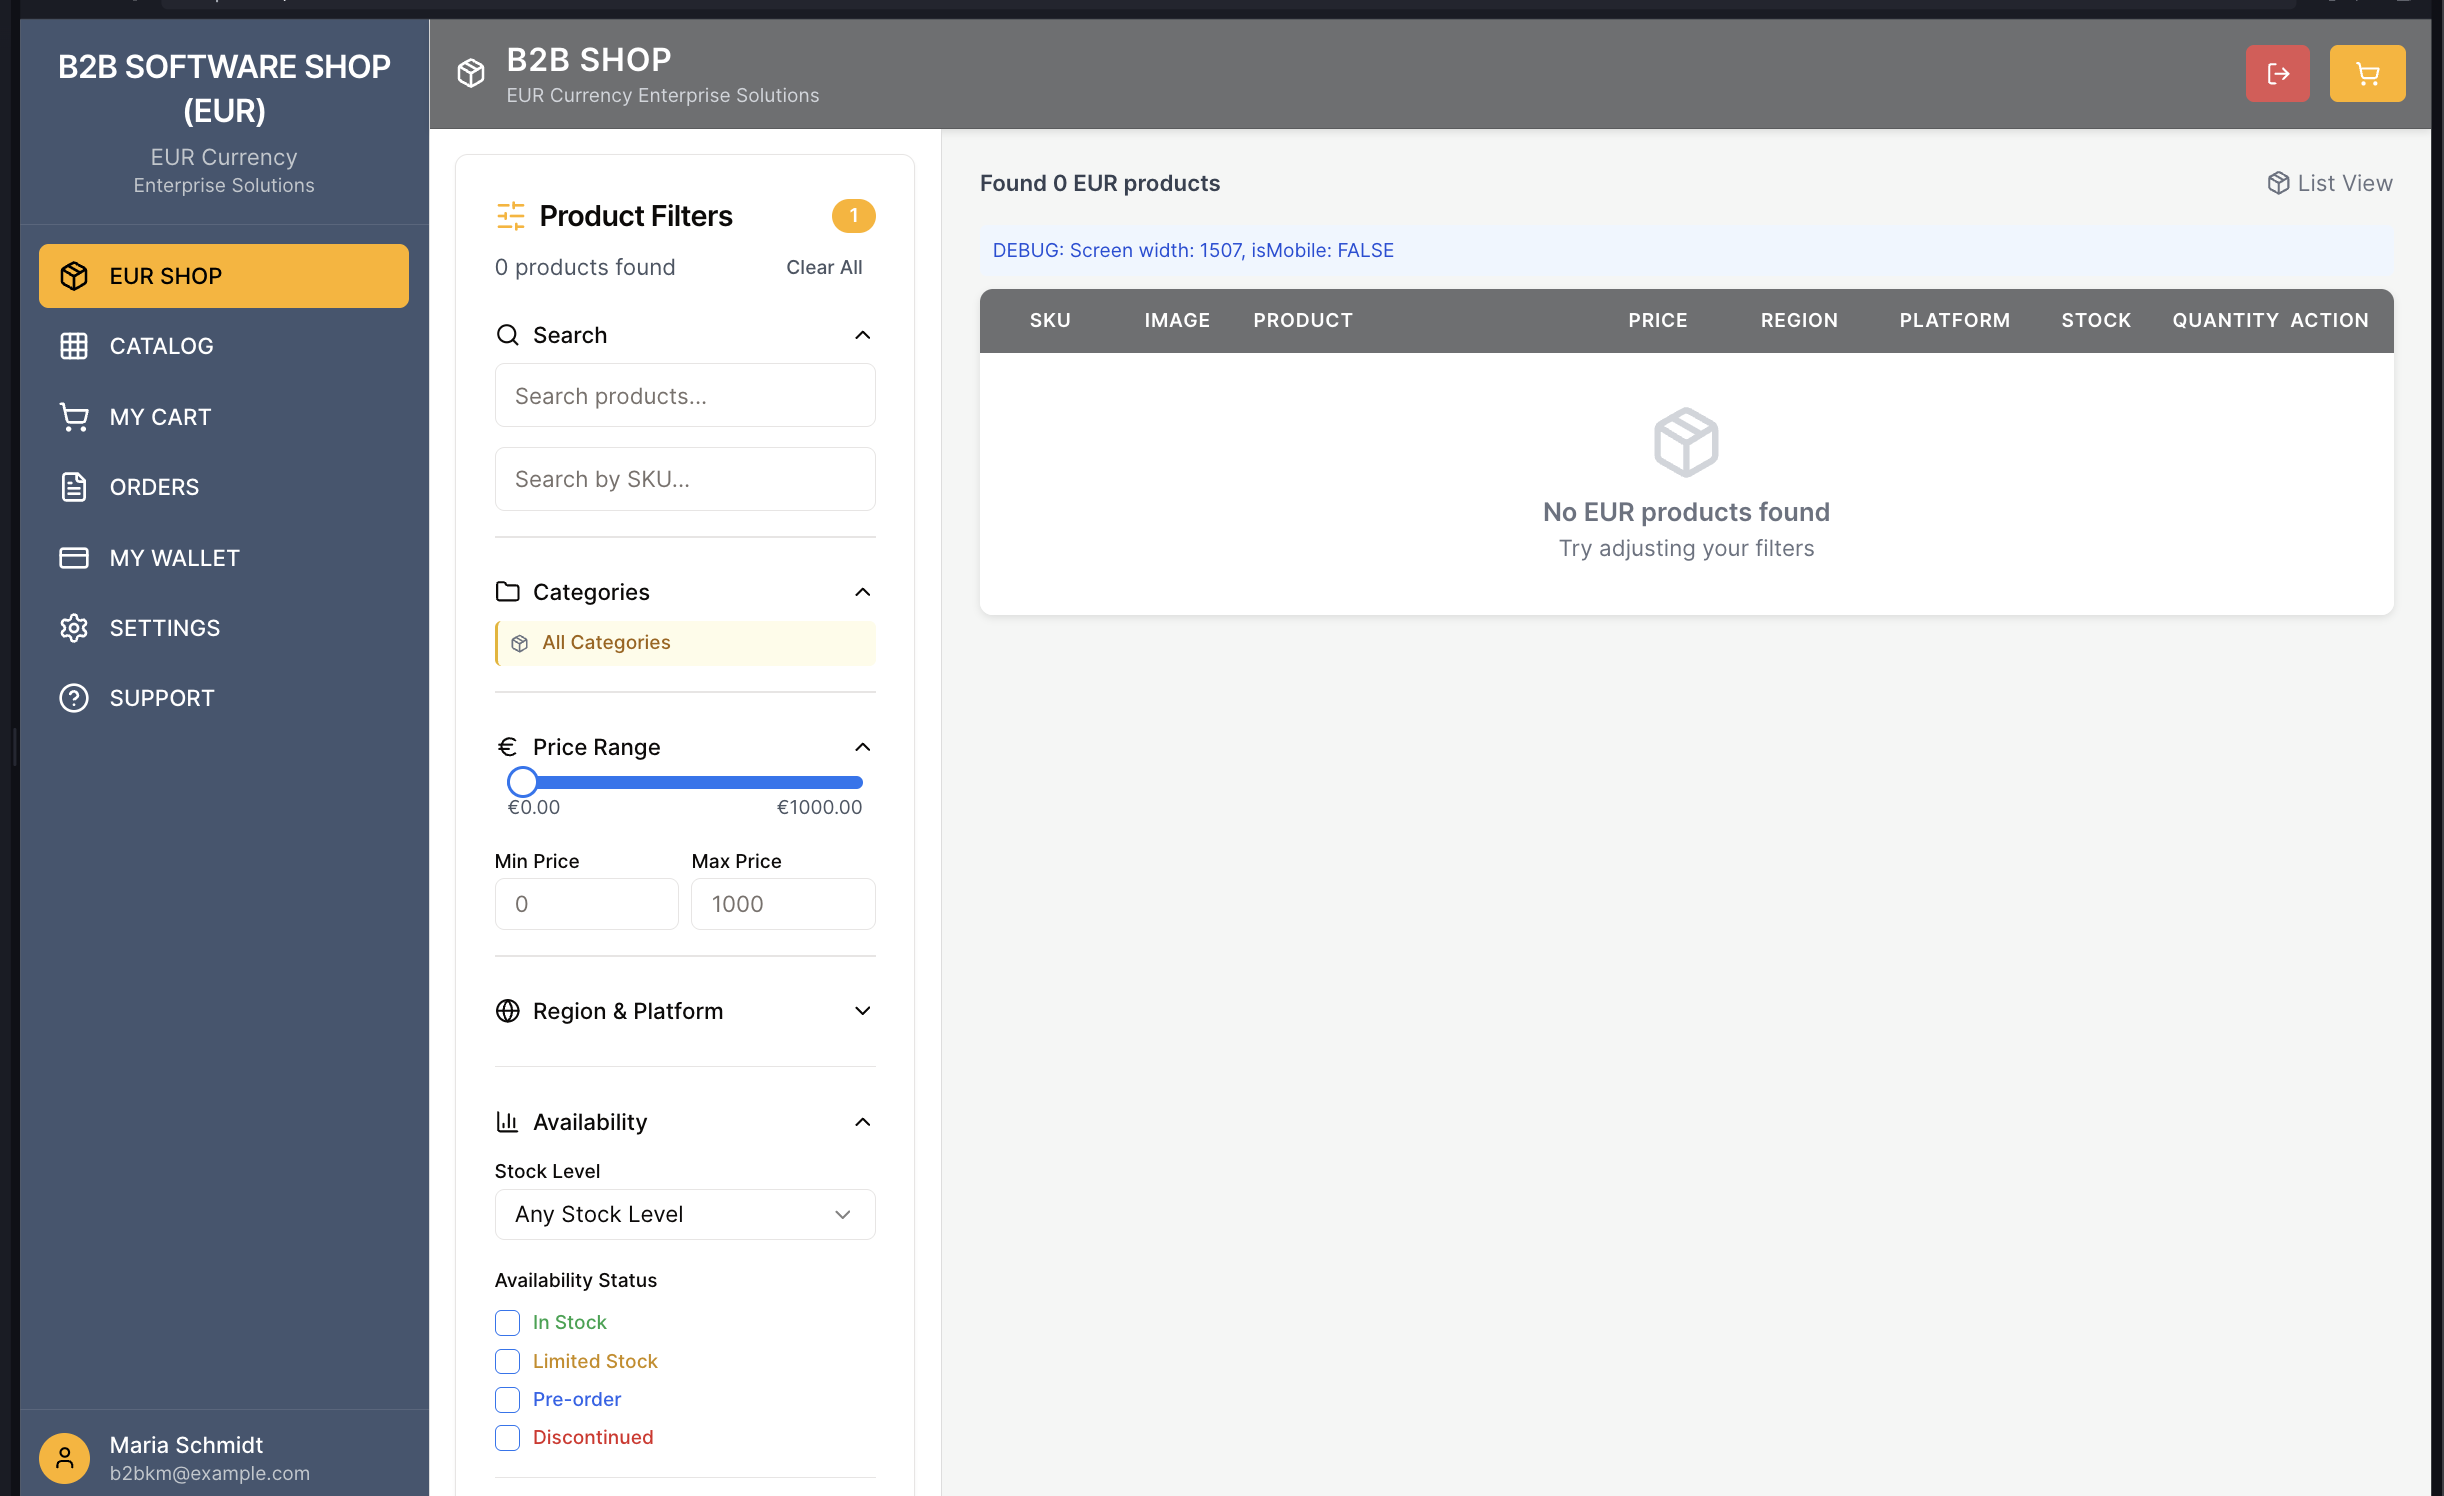 B2B SOFTWARE SHOP
(EUR)
EUR Currency
Enterprise Solutions
EUR SHOP
CATALOG
MY CART
ORDERS
MY WALLET
SETTINGS
SUPPORT
Maria Schmidt
b2bkm@example.com
B2B SHOP
EUR Currency Enterprise Solutions
Product Filters 1
0 products found Clear All
Search
Search products...
Search by SKU...
Categories
All Categories
€ Price Range
€0.00 €1000.00
Min Price Max Price
0 1000
Region & Platform
Availability
Stock Level
Any Stock Level
Availability Status
In Stock
Limited Stock
Pre-order
Discontinued
Found 0 EUR products List View
DEBUG: Screen width: 1507, isMobile: FALSE
SKU IMAGE PRODUCT PRICE REGION PLATFORM STOCK QUANTITY ACTION
No EUR products found
Try adjusting your filters